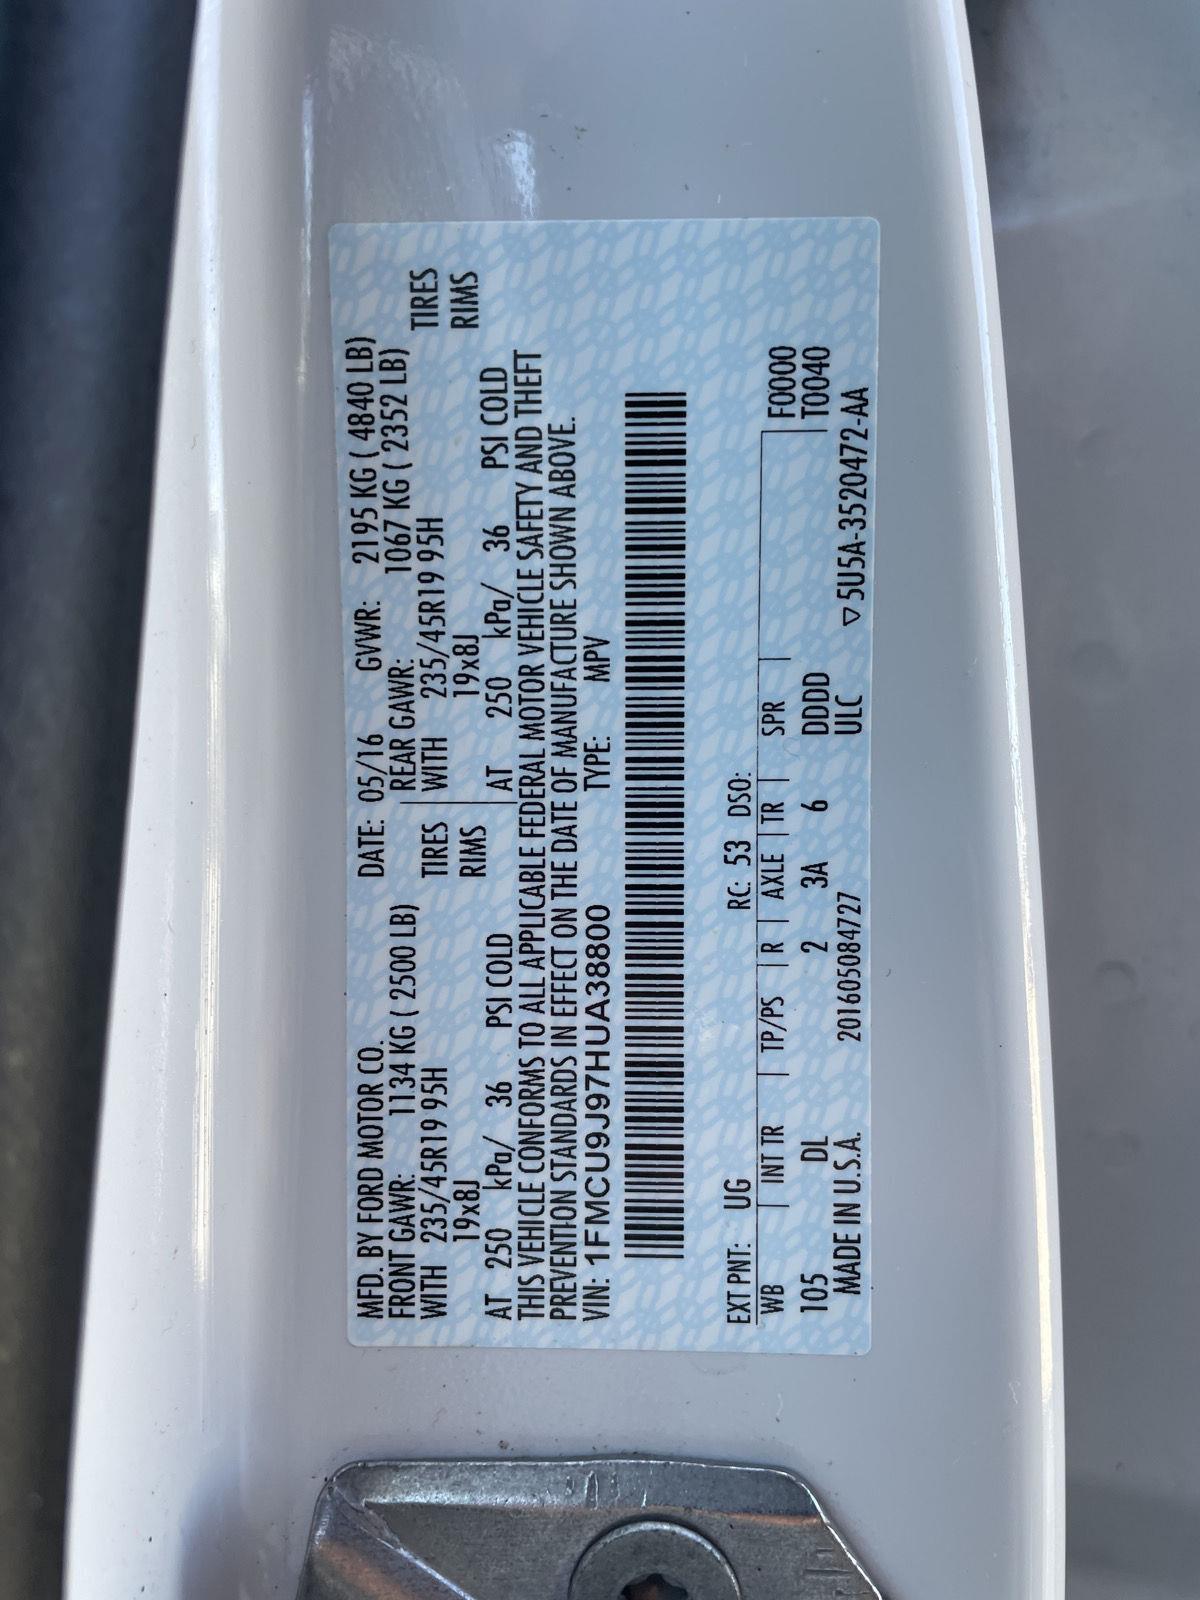 MFD. BY FORD MOTOR CO. DATE: 05/16 GVWR: 2195 KG ( 4840 LB)
FRONT GAWR: 1134 KG ( 2500 LB) REAR GAWR: 1067 KG ( 2352 LB)
WITH 235/45R19 95H TIRES WITH 235/45R19 95H TIRES
19x8J RIMS 19x8J RIMS
AT 250 kPa/ 36 PSI COLD AT 250 kPa/ 36 PSI COLD
THIS VEHICLE CONFORMS TO ALL APPLICABLE FEDERAL MOTOR VEHICLE SAFETY AND THEFT
PREVENTION STANDARDS IN EFFECT ON THE DATE OF MANUFACTURE SHOWN ABOVE.
VIN: 1FMCU9J97HUA38800 TYPE: MPV
EXT PNT: UG RC: 53 DSO:
WB INT TR TP/PS R AXLE TR SPR F0000
105 DL 2 3A 6 DDDD T0040
MADE IN U.S.A. 201605084727 ULC ▽5U5A-3520472-AA